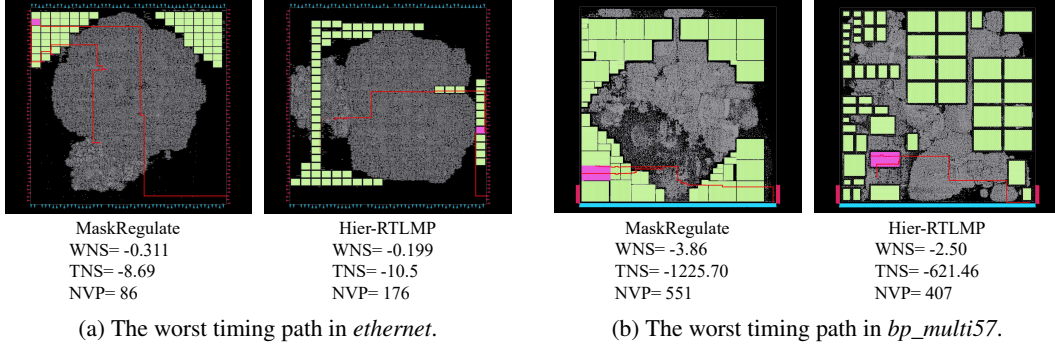 MaskRegulate
WNS= -0.311
TNS= -8.69
NVP= 86
Hier-RTLMP
WNS= -0.199
TNS= -10.5
NVP= 176
(a) The worst timing path in ethernet.
MaskRegulate
WNS= -3.86
TNS= -1225.70
NVP= 551
Hier-RTLMP
WNS= -2.50
TNS= -621.46
NVP= 407
(b) The worst timing path in bp_multi57.